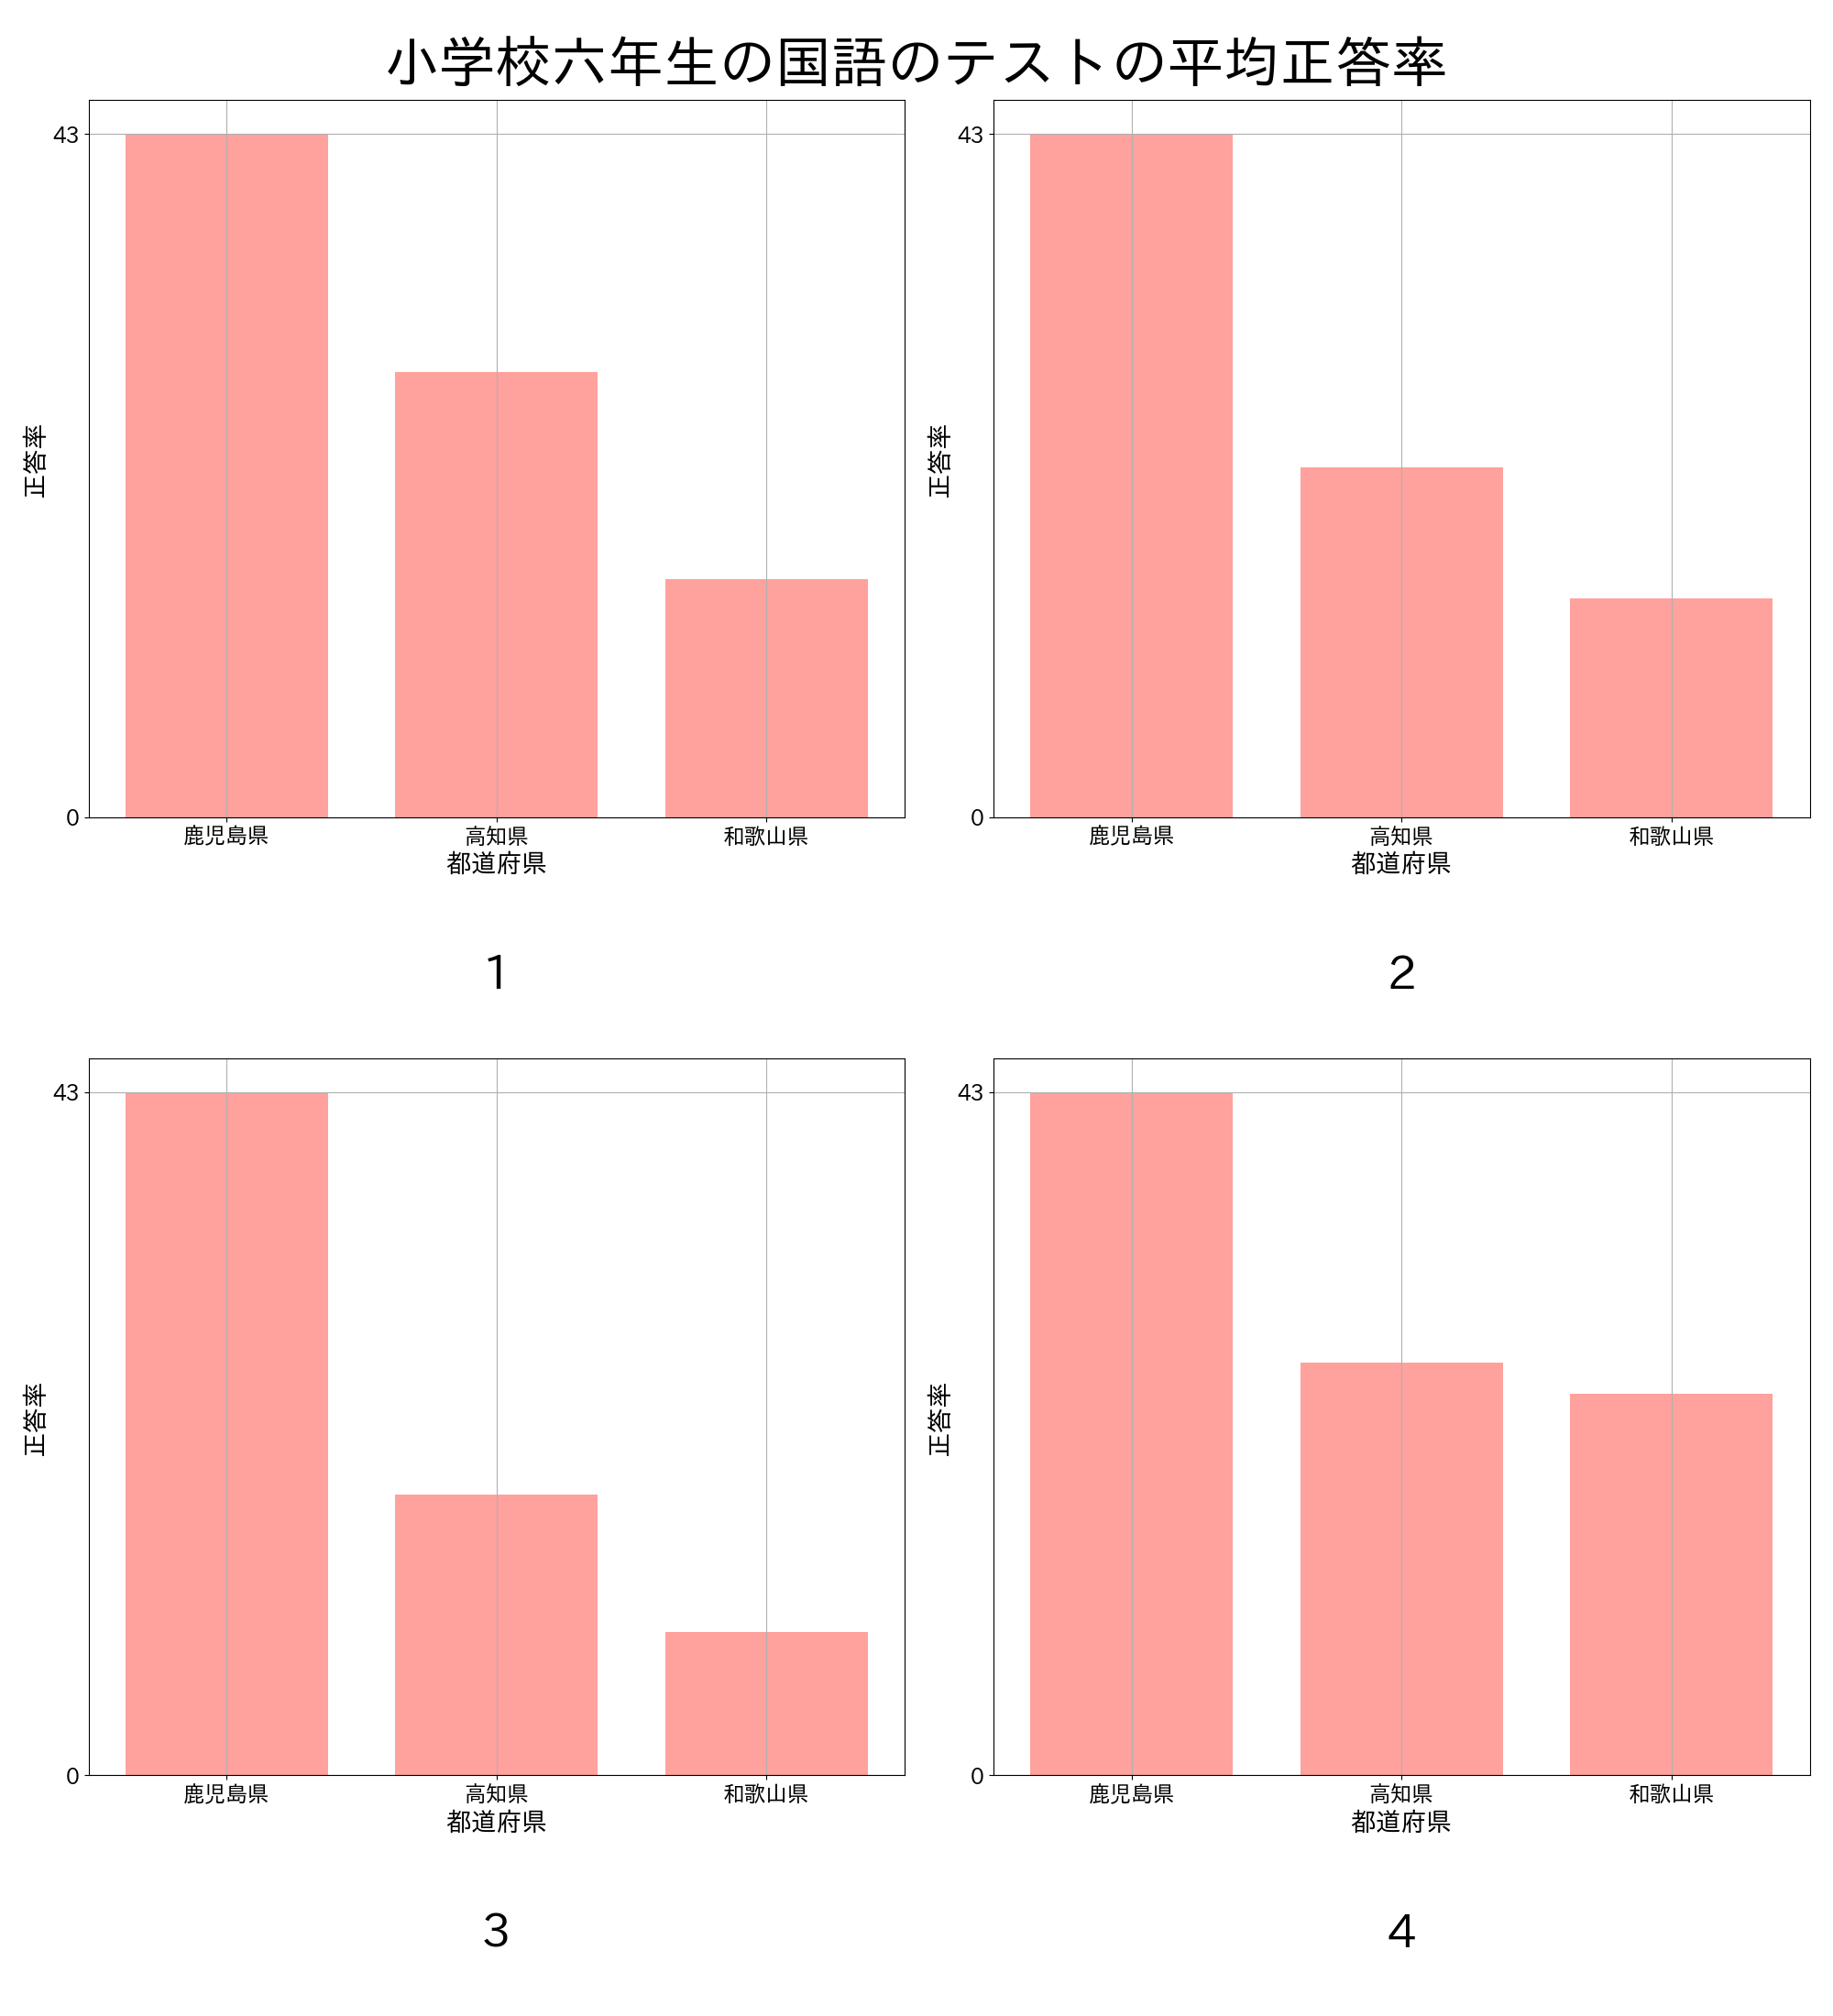 小学校六年生の国語のテストの平均正答率
43
0
正答率
鹿児島県
高知県
和歌山県
都道府県
1
43
0
正答率
鹿児島県
高知県
和歌山県
都道府県
2
43
0
正答率
鹿児島県
高知県
和歌山県
都道府県
3
43
0
正答率
鹿児島県
高知県
和歌山県
都道府県
4